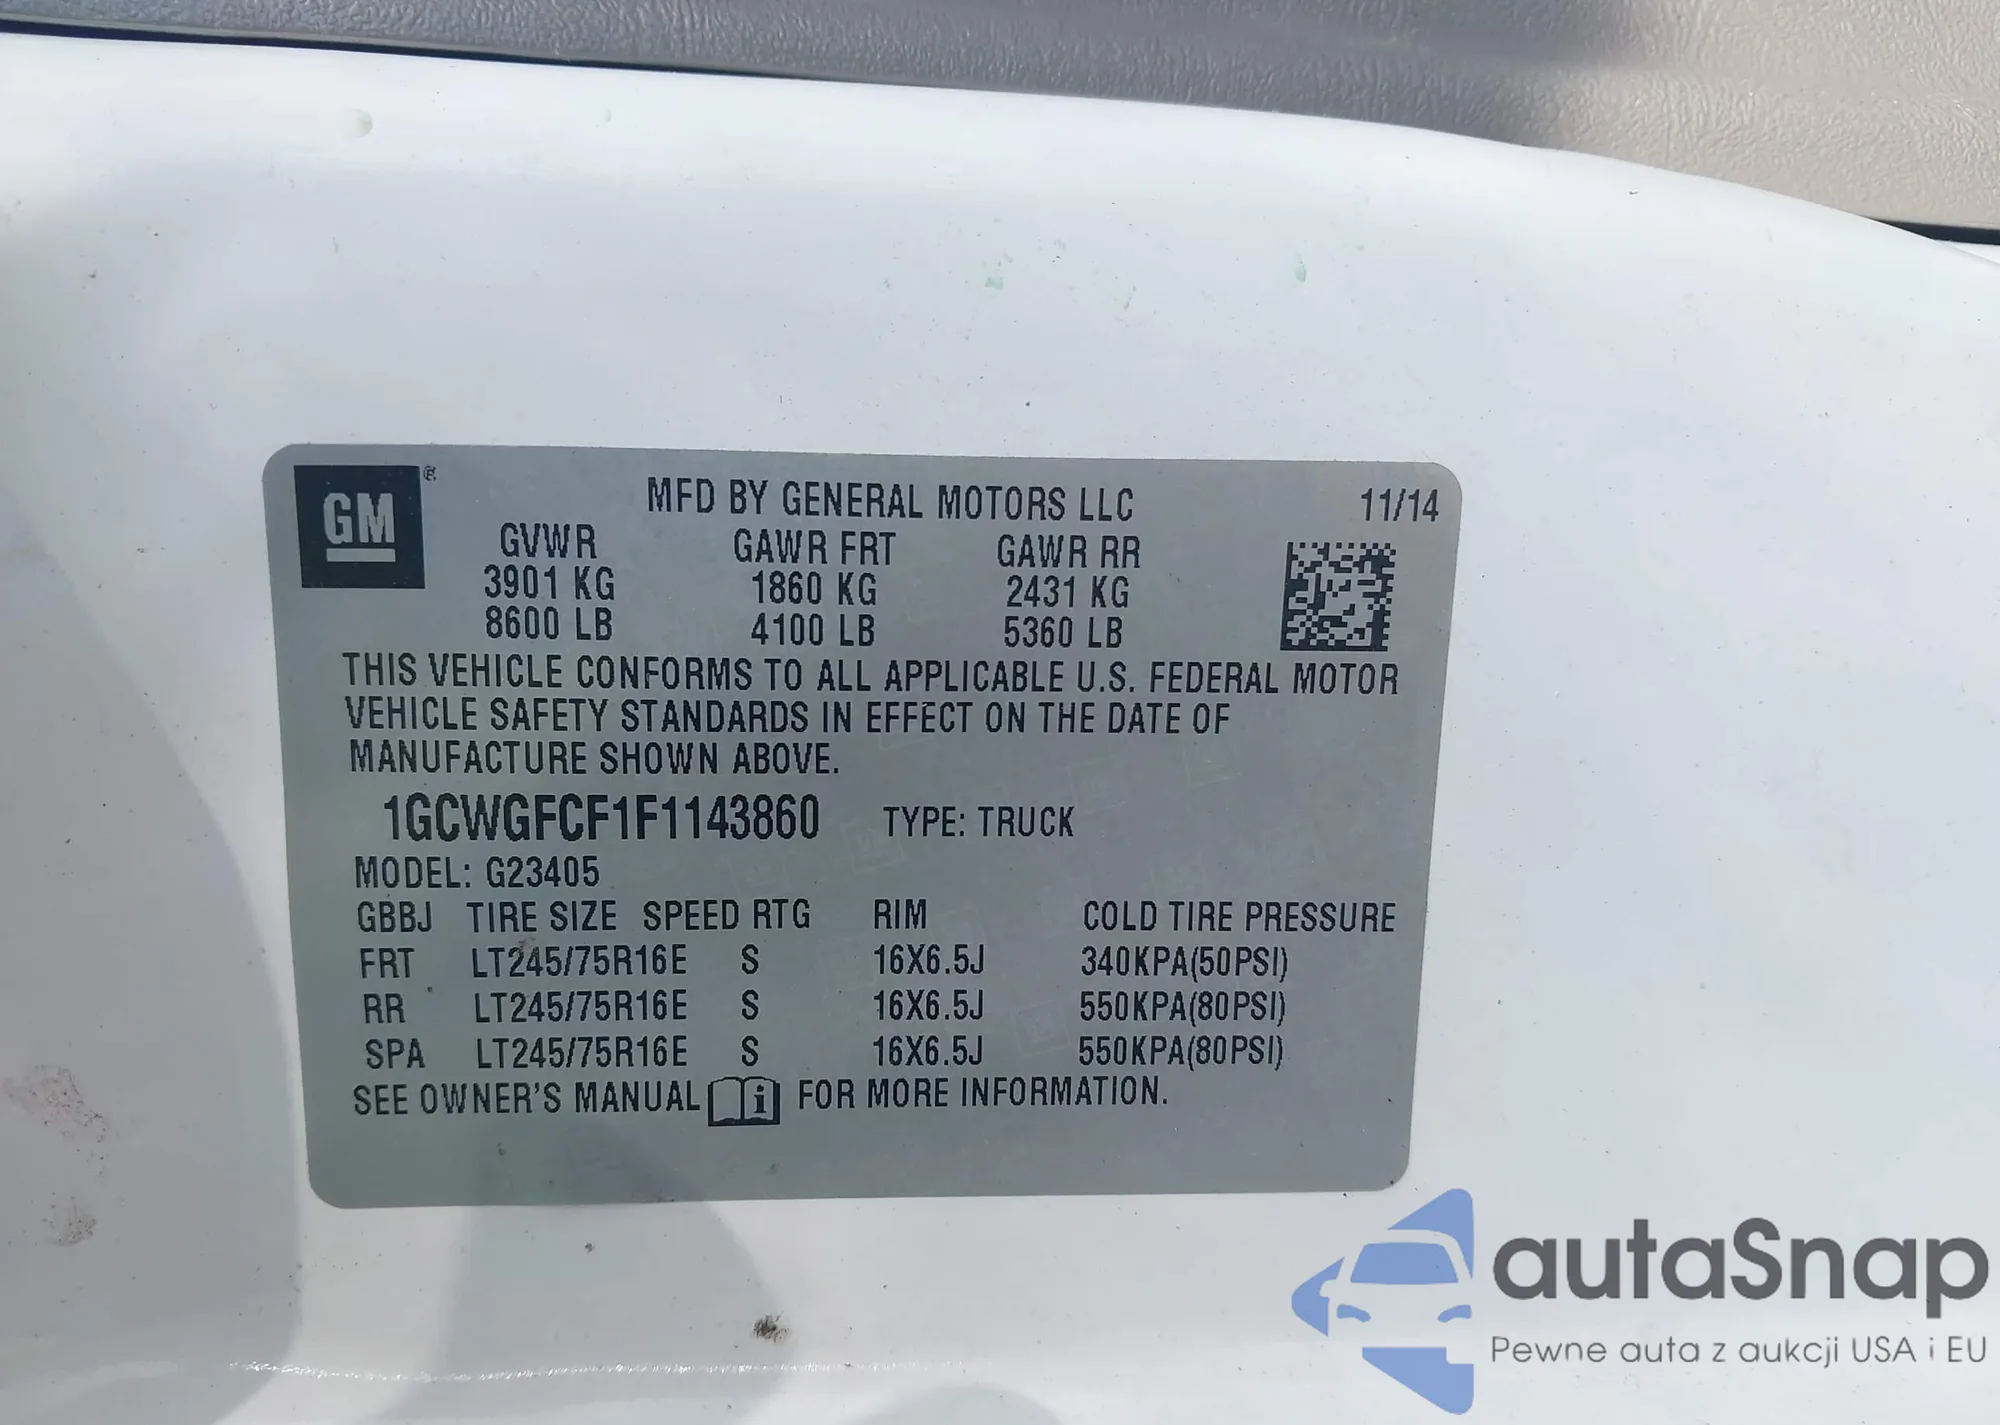 GM ®
MFD BY GENERAL MOTORS LLC 11/14
GVWR GAWR FRT GAWR RR
3901 KG 1860 KG 2431 KG
8600 LB 4100 LB 5360 LB
THIS VEHICLE CONFORMS TO ALL APPLICABLE U.S. FEDERAL MOTOR
VEHICLE SAFETY STANDARDS IN EFFECT ON THE DATE OF
MANUFACTURE SHOWN ABOVE.
1GCWGFCF1F1143860 TYPE: TRUCK
MODEL: G23405
GBBJ TIRE SIZE SPEED RTG RIM COLD TIRE PRESSURE
FRT LT245/75R16E S 16X6.5J 340KPA(50PSI)
RR LT245/75R16E S 16X6.5J 550KPA(80PSI)
SPA LT245/75R16E S 16X6.5J 550KPA(80PSI)
SEE OWNER'S MANUAL i FOR MORE INFORMATION.
autaSnap
Pewne auta z aukcji USA i EU